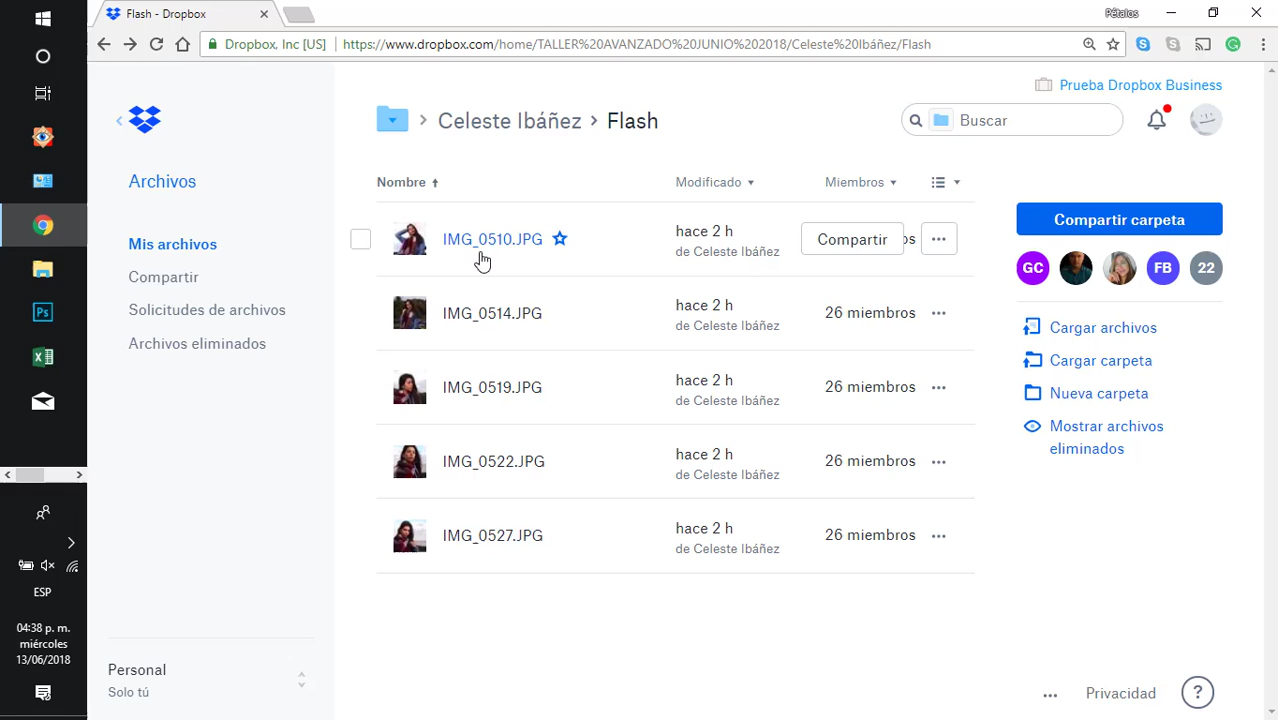 Flash - Dropbox
Pétalos
Dropbox, Inc [US]
https://www.dropbox.com/home/TALLER%20AVANZADO%20JUNIO%202018/Celeste%20Ibáñez/Flash
Prueba Dropbox Business
Celeste Ibáñez › Flash
Buscar
Archivos
Mis archivos
Compartir
Solicitudes de archivos
Archivos eliminados
Nombre
Modificado
Miembros
IMG_0510.JPG
hace 2 h
de Celeste Ibáñez
Compartir
os
IMG_0514.JPG
hace 2 h
de Celeste Ibáñez
26 miembros
IMG_0519.JPG
hace 2 h
de Celeste Ibáñez
26 miembros
IMG_0522.JPG
hace 2 h
de Celeste Ibáñez
26 miembros
IMG_0527.JPG
hace 2 h
de Celeste Ibáñez
26 miembros
Compartir carpeta
GC
FB
22
Cargar archivos
Cargar carpeta
Nueva carpeta
Mostrar archivos
eliminados
Personal
Solo tú
Privacidad
?
Ps
ESP
04:38 p. m.
miércoles
13/06/2018